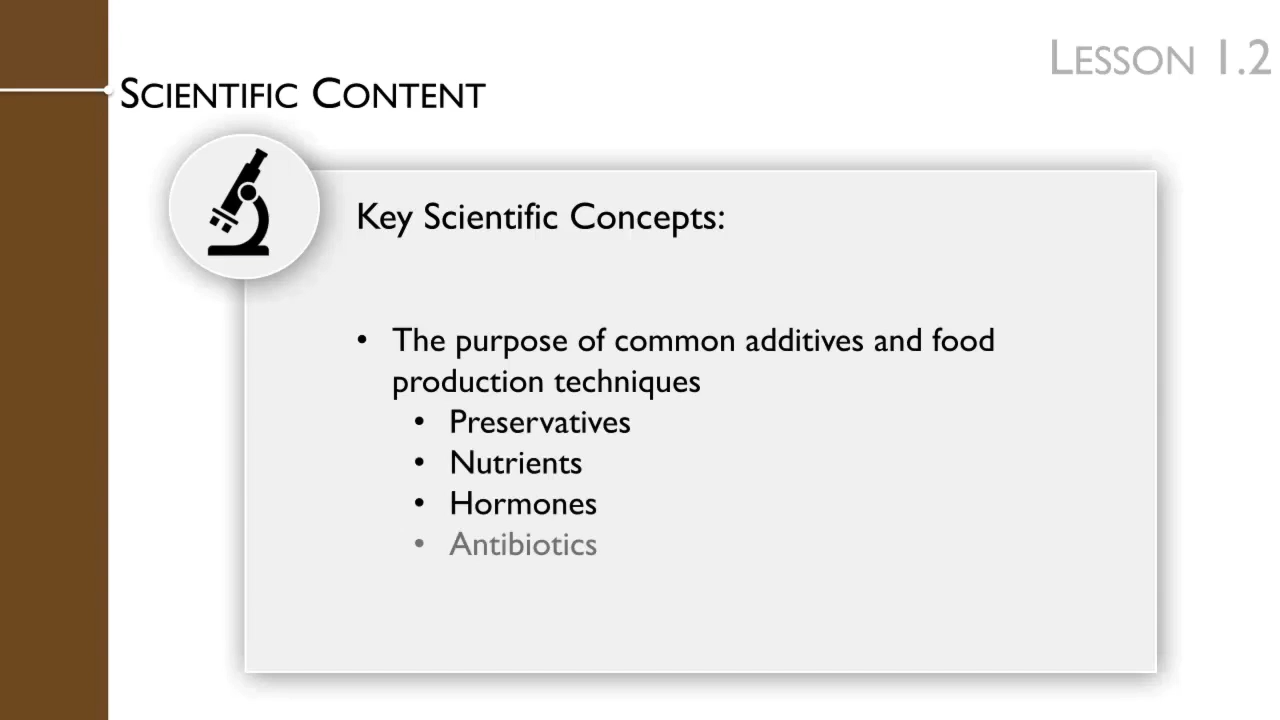 LESSON 1.2
SCIENTIFIC CONTENT
Key Scientific Concepts:
• The purpose of common additives and food
production techniques
• Preservatives
• Nutrients
• Hormones
• Antibiotics